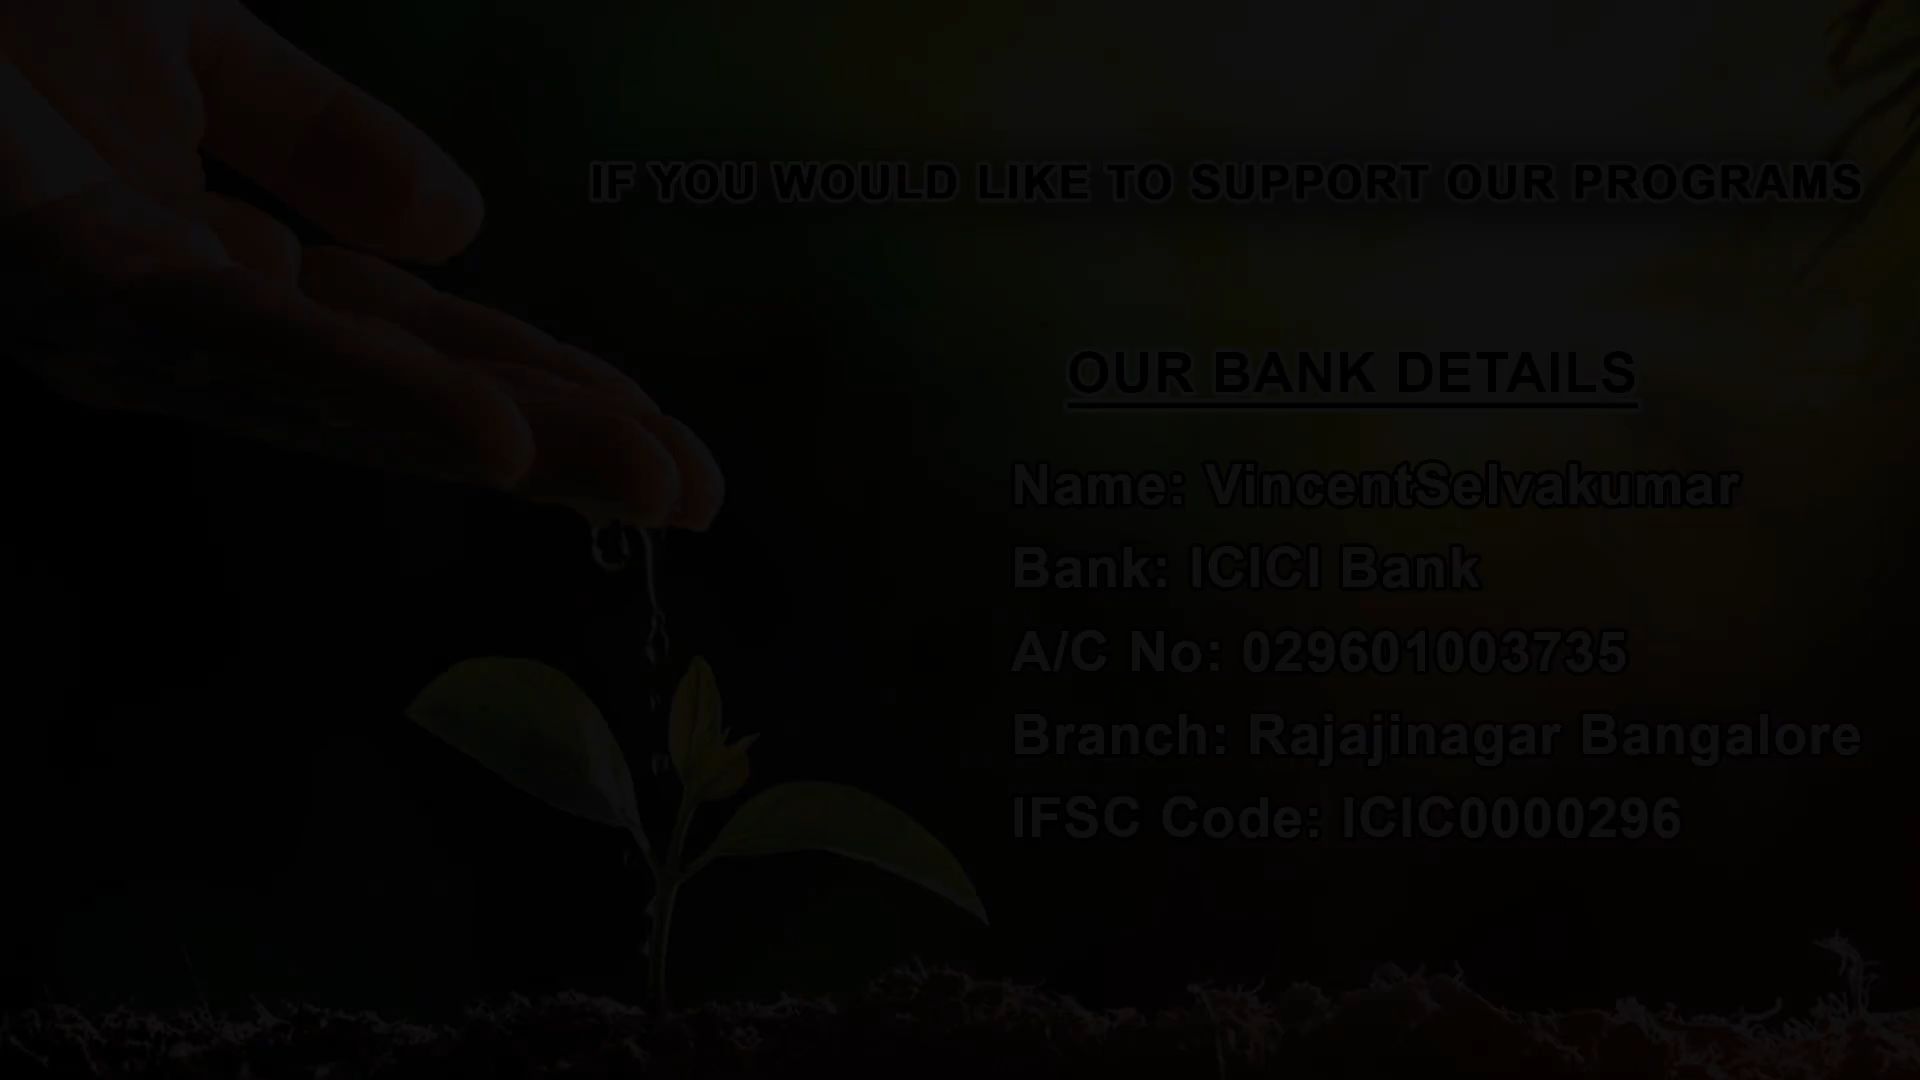 IF YOU WOULD LIKE TO SUPPORT OUR PROGRAMS
OUR BANK DETAILS
Name: VincentSelvakumar
Bank: ICICI Bank
A/C No: 029601003735
Branch: Rajajinagar Bangalore
IFSC Code: ICIC0000296